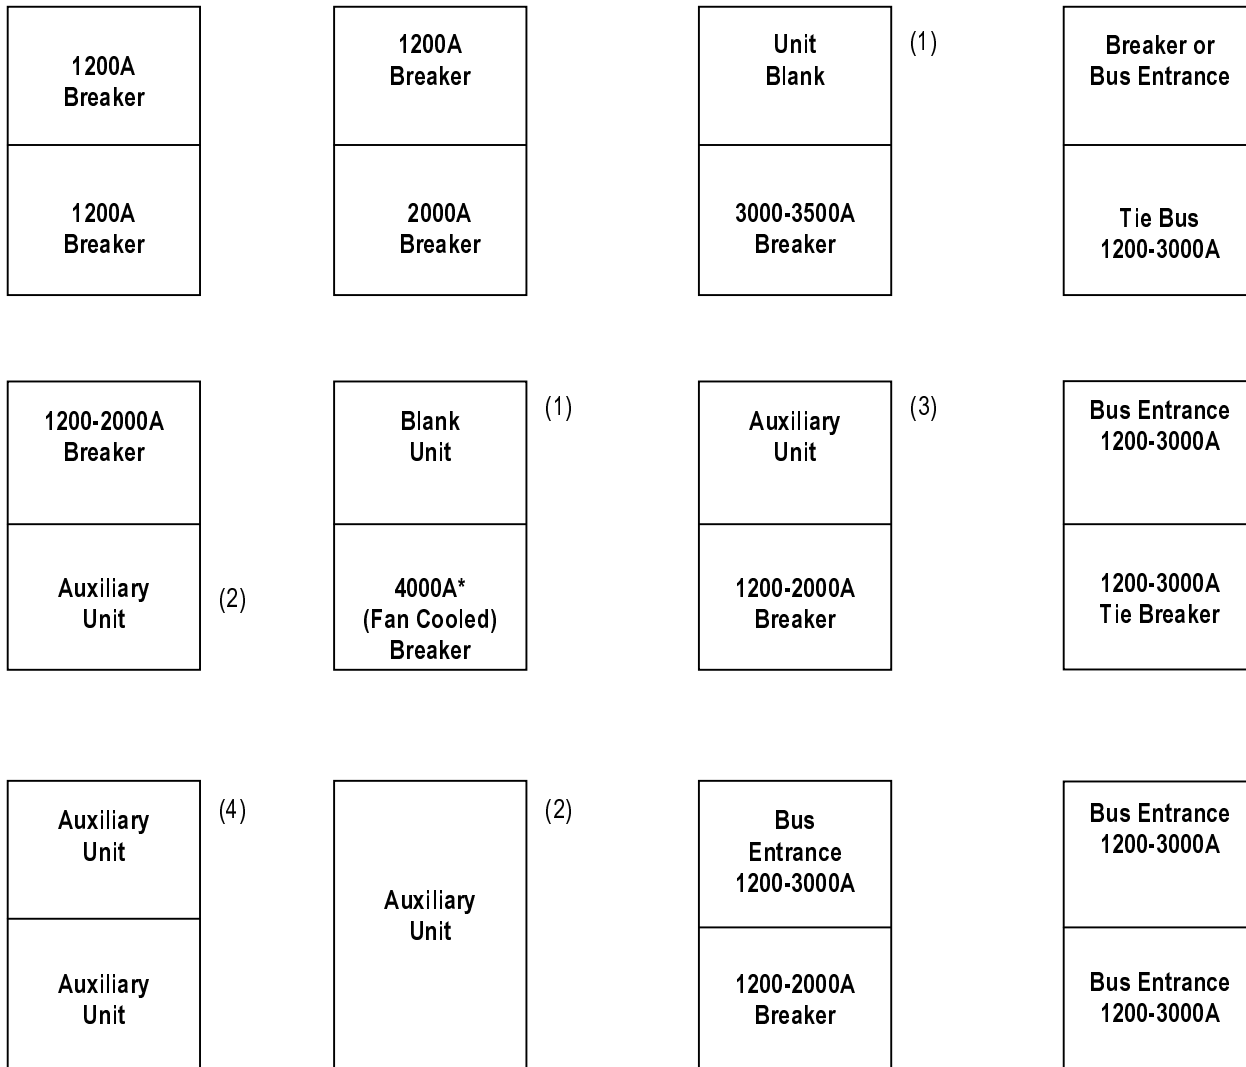 1200A
Breaker
1200A
Breaker
1200A
Breaker
2000A
Breaker
Unit
Blank
(1)
3000-3500A
Breaker
Breaker or
Bus Entrance
Tie Bus
1200-3000A
1200-2000A
Breaker
Auxiliary
Unit
(2)
Blank
Unit
(1)
4000A*
(Fan Cooled)
Breaker
Auxiliary
Unit
(3)
1200-2000A
Breaker
Bus Entrance
1200-3000A
1200-3000A
Tie Breaker
Auxiliary
Unit
(4)
Auxiliary
Unit
Auxiliary
Unit
(2)
Bus
Entrance
1200-3000A
1200-2000A
Breaker
Bus Entrance
1200-3000A
Bus Entrance
1200-3000A